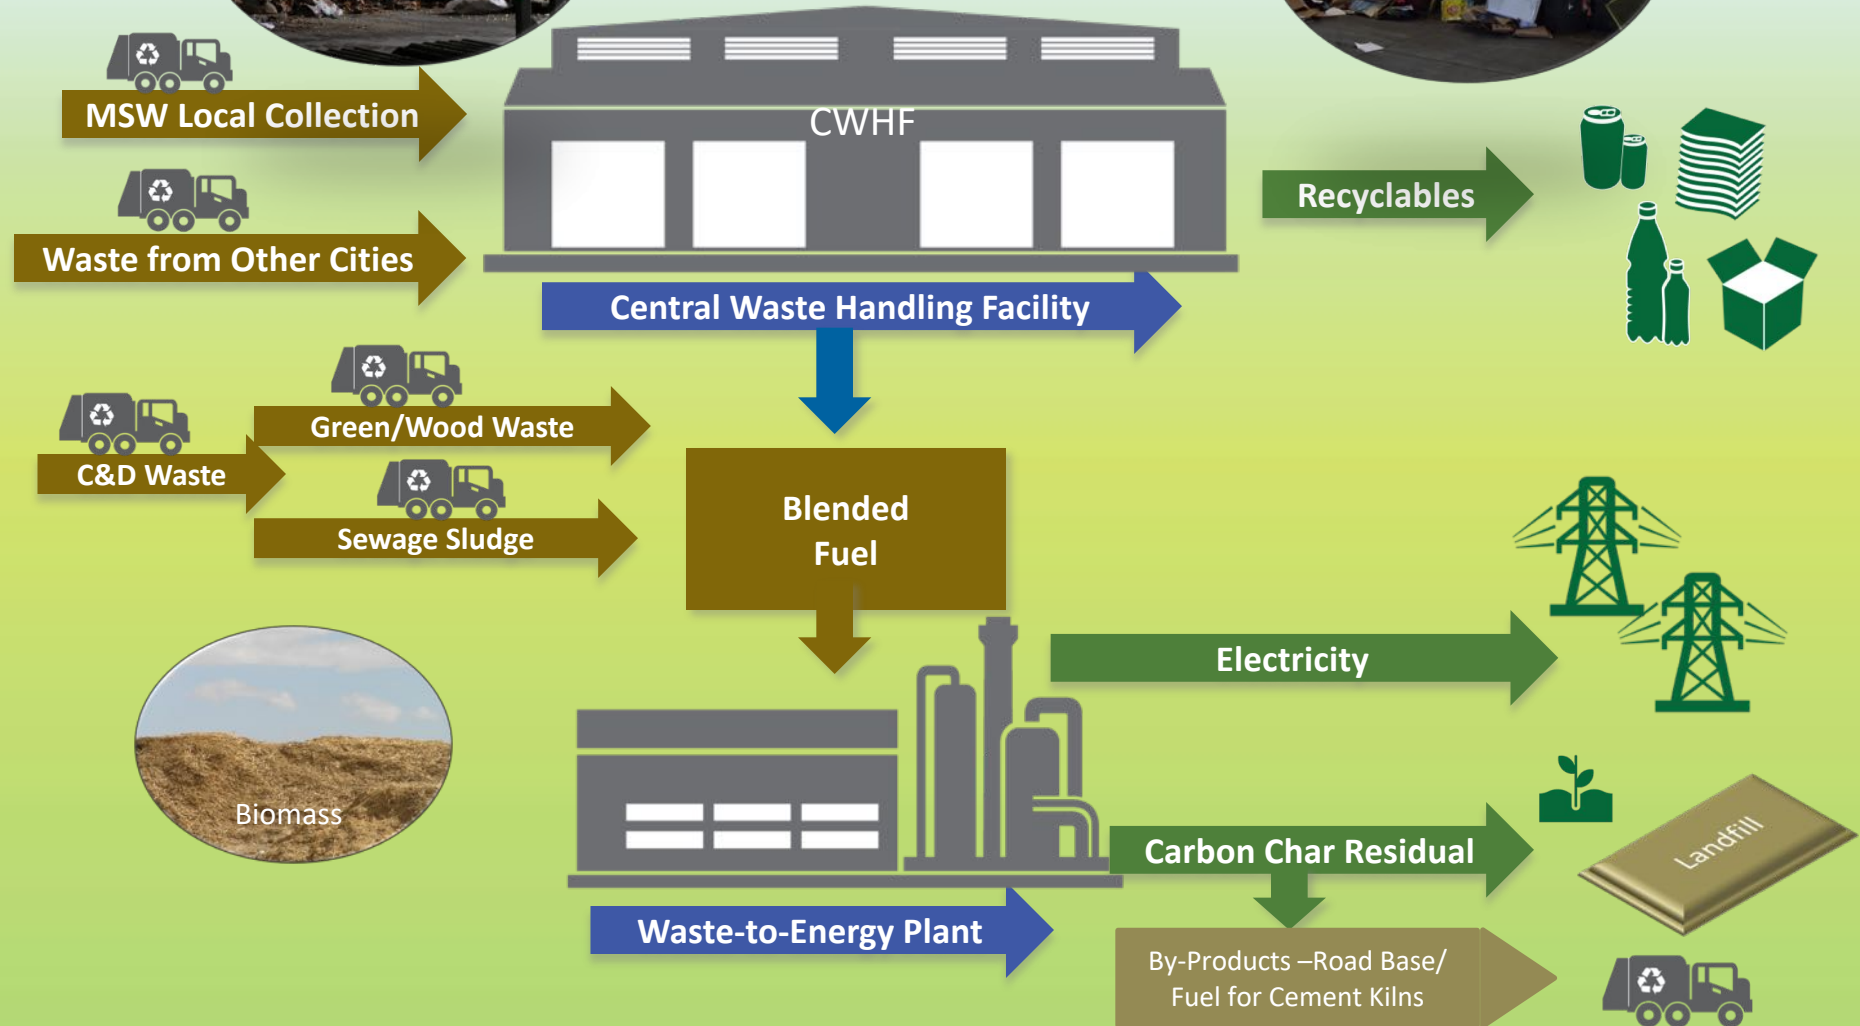 MSW Local Collection
CWHF
Recyclables
Waste from Other Cities
Central Waste Handling Facility
Green/Wood Waste
C&D Waste
Sewage Sludge
Blended
Fuel
Electricity
Biomass
Landfill
Carbon Char Residual
Waste-to-Energy Plant
By-Products –Road Base/
Fuel for Cement Kilns